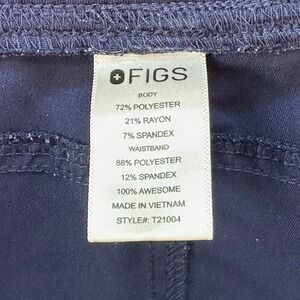 FIGS
BODY
72% POLYESTER
21% RAYON
7% SPANDEX
WAISTBAND
88% POLYESTER
12% SPANDEX
100% AWESOME
MADE IN VIETNAM
STYLE#: T21004